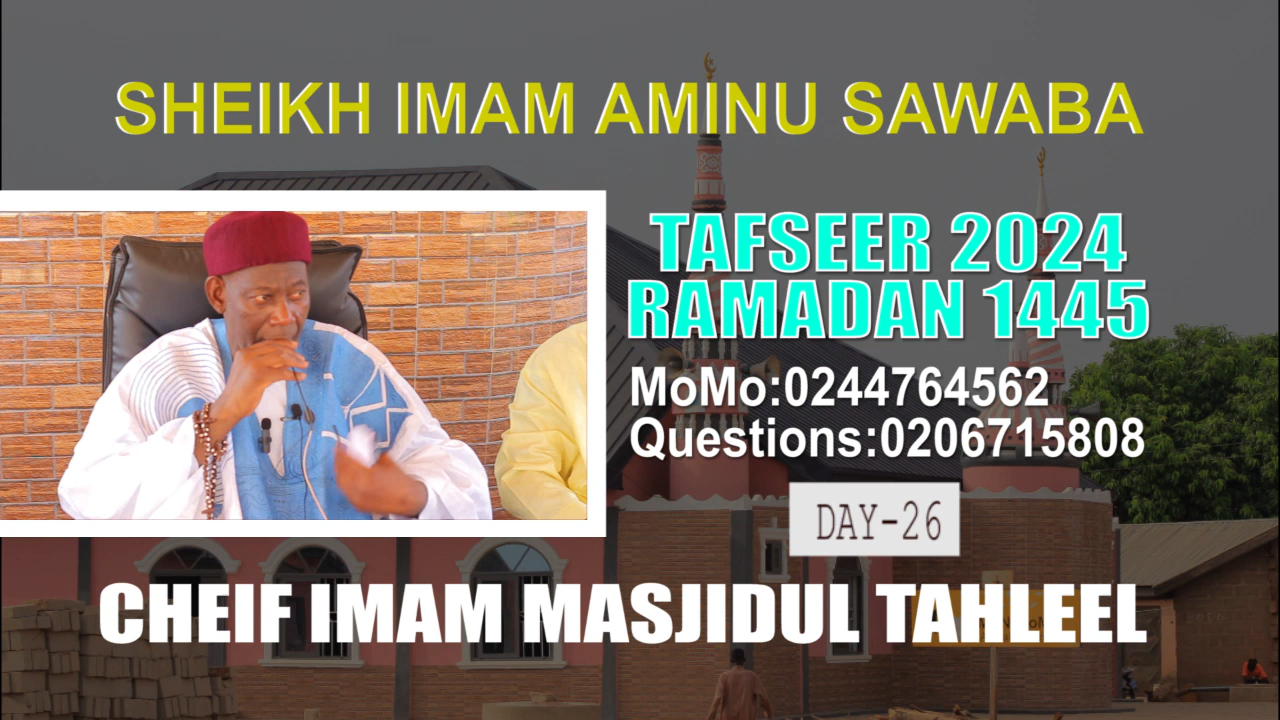 SHEIKH IMAM AMINU SAWABA
TAFSEER 2024
RAMADAN 1445
MoMo:0244764562
Questions:0206715808
DAY-26
CHEIF IMAM MASJIDUL TAHLEEL